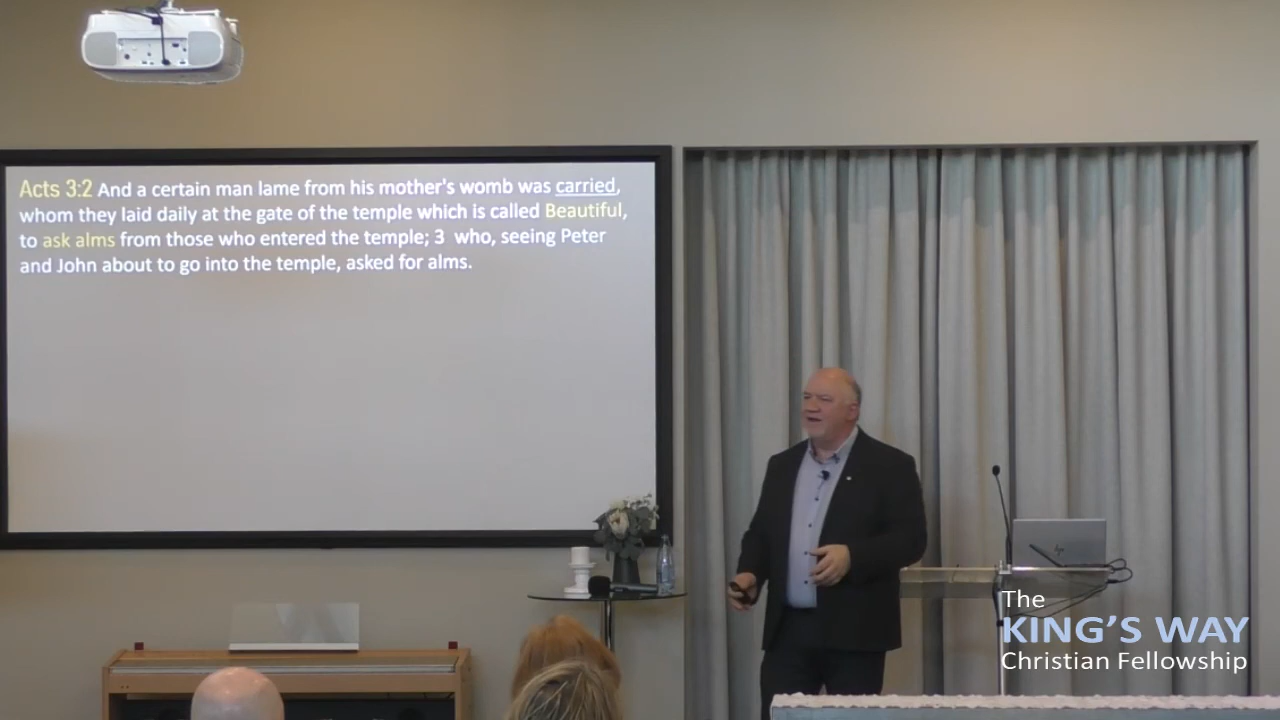 Acts 3:2 And a certain man lame from his mother's womb was carried,
whom they laid daily at the gate of the temple which is called Beautiful,
to ask alms from those who entered the temple; 3  who, seeing Peter
and John about to go into the temple, asked for alms.
hp
The
KING'S WAY
Christian Fellowship